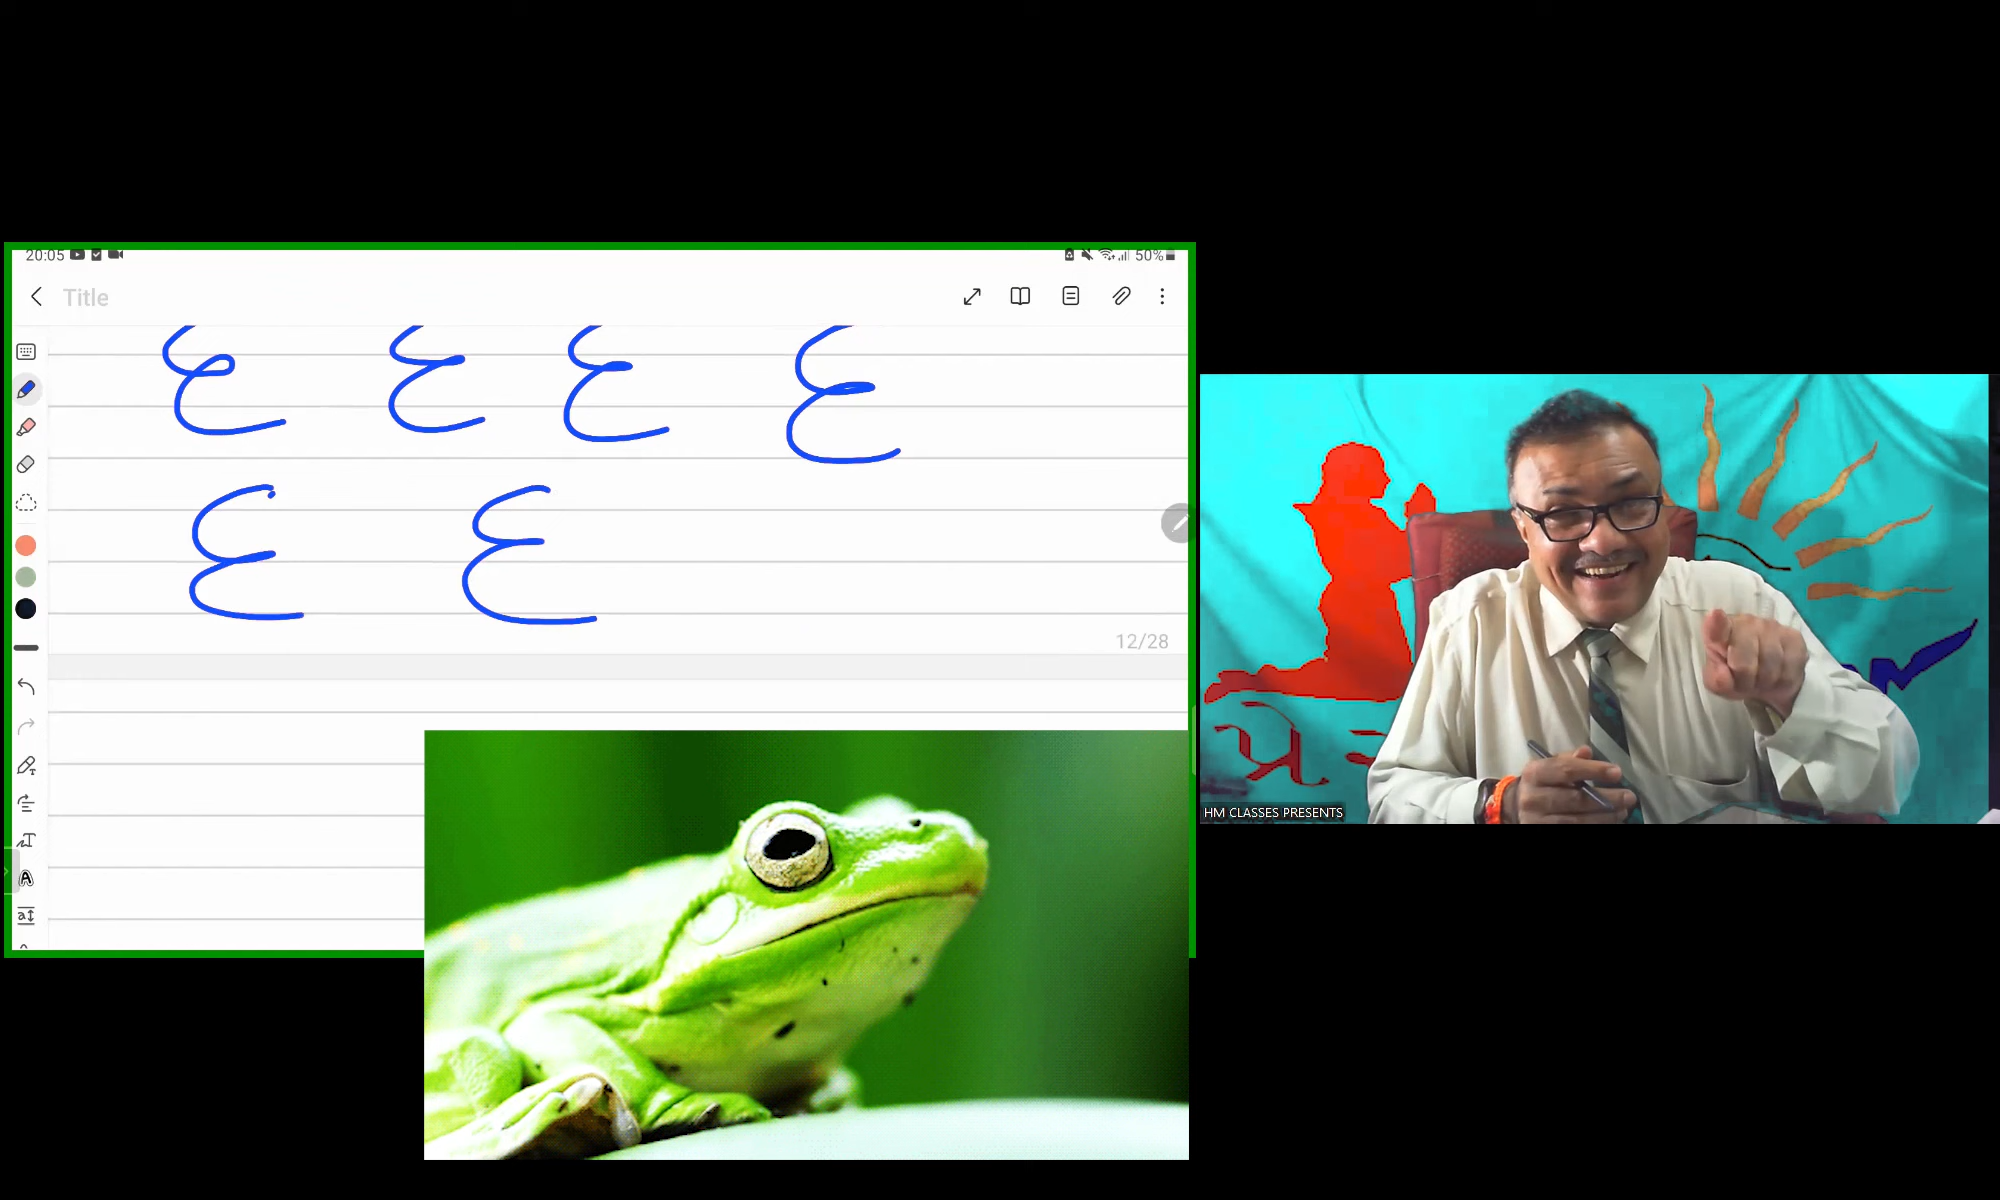 20:05 50%
Title
ع ع ع ع
ع ع
12/28
પ્રે
HM CLASSES PRESENTS